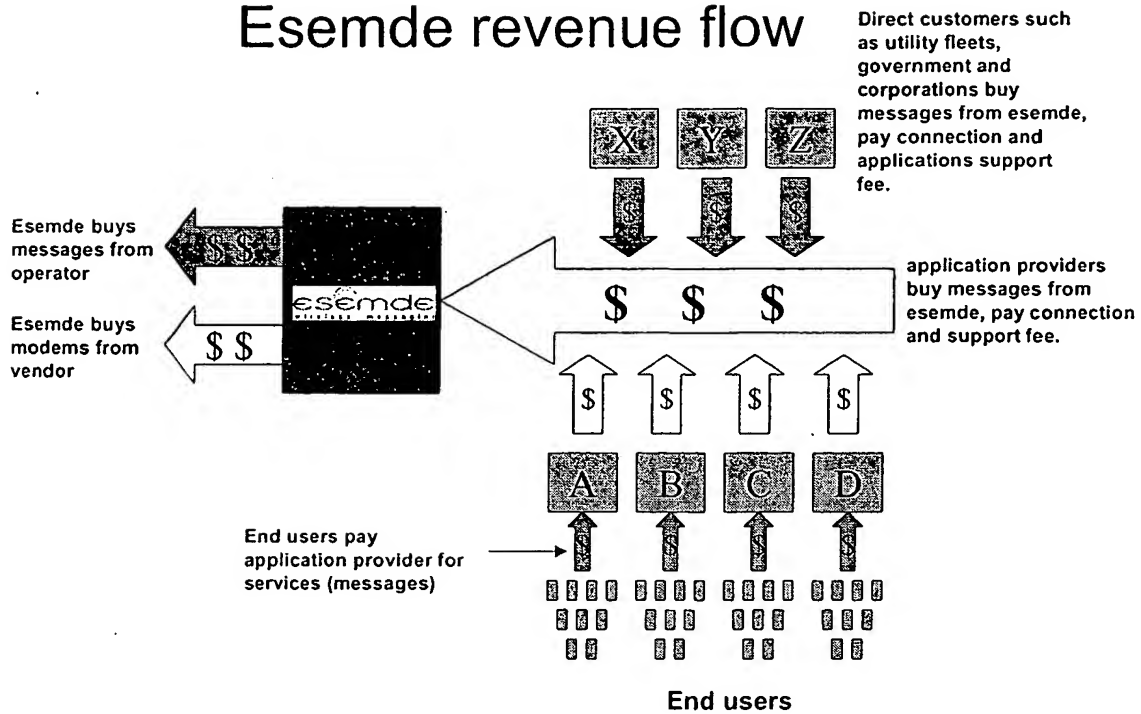 Esemde revenue flow
Direct customers such
as utility fleets,
government and
corporations buy
messages from esemde,
pay connection and
applications support
fee.
X Y Z
$ $ $
Esemde buys
messages from
operator
$ $
esemde
wireless messaging
Esemde buys
modems from
vendor
$ $
$ $ $
application providers
buy messages from
esemde, pay connection
and support fee.
$ $ $ $
A B C D
$ $ $ $
End users pay
application provider for
services (messages)
End users